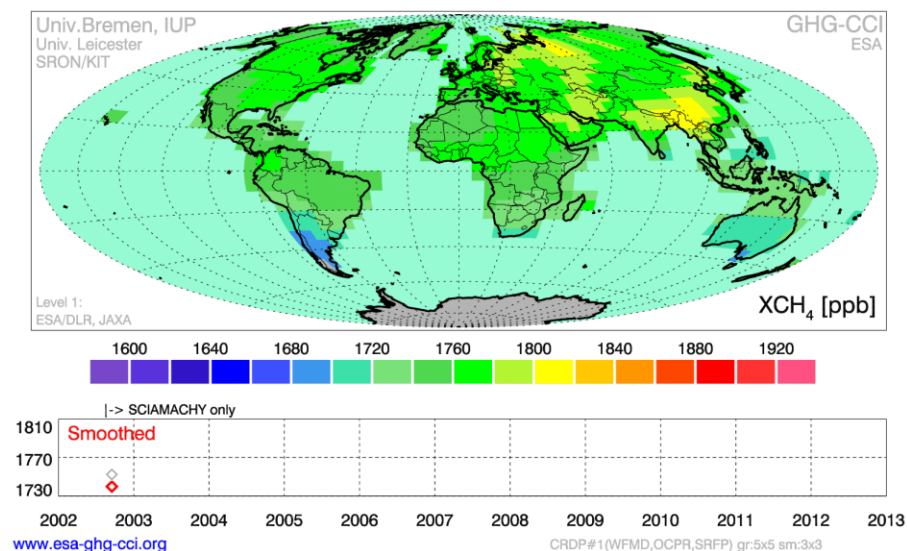 Univ.Bremen, IUP
Univ. Leicester
SRON/KIT
GHG-CCI
ESA
Level 1:
ESA/DLR, JAXA
XCH4 [ppb]
1600 1640 1680 1720 1760 1800 1840 1880 1920
|-> SCIAMACHY only
1810
Smoothed
1770
1730
2002 2003 2004 2005 2006 2007 2008 2009 2010 2011 2012 2013
www.esa-ghg-cci.org
CRDP#1(WFMD,OCPR,SRFP) gr:5x5 sm:3x3